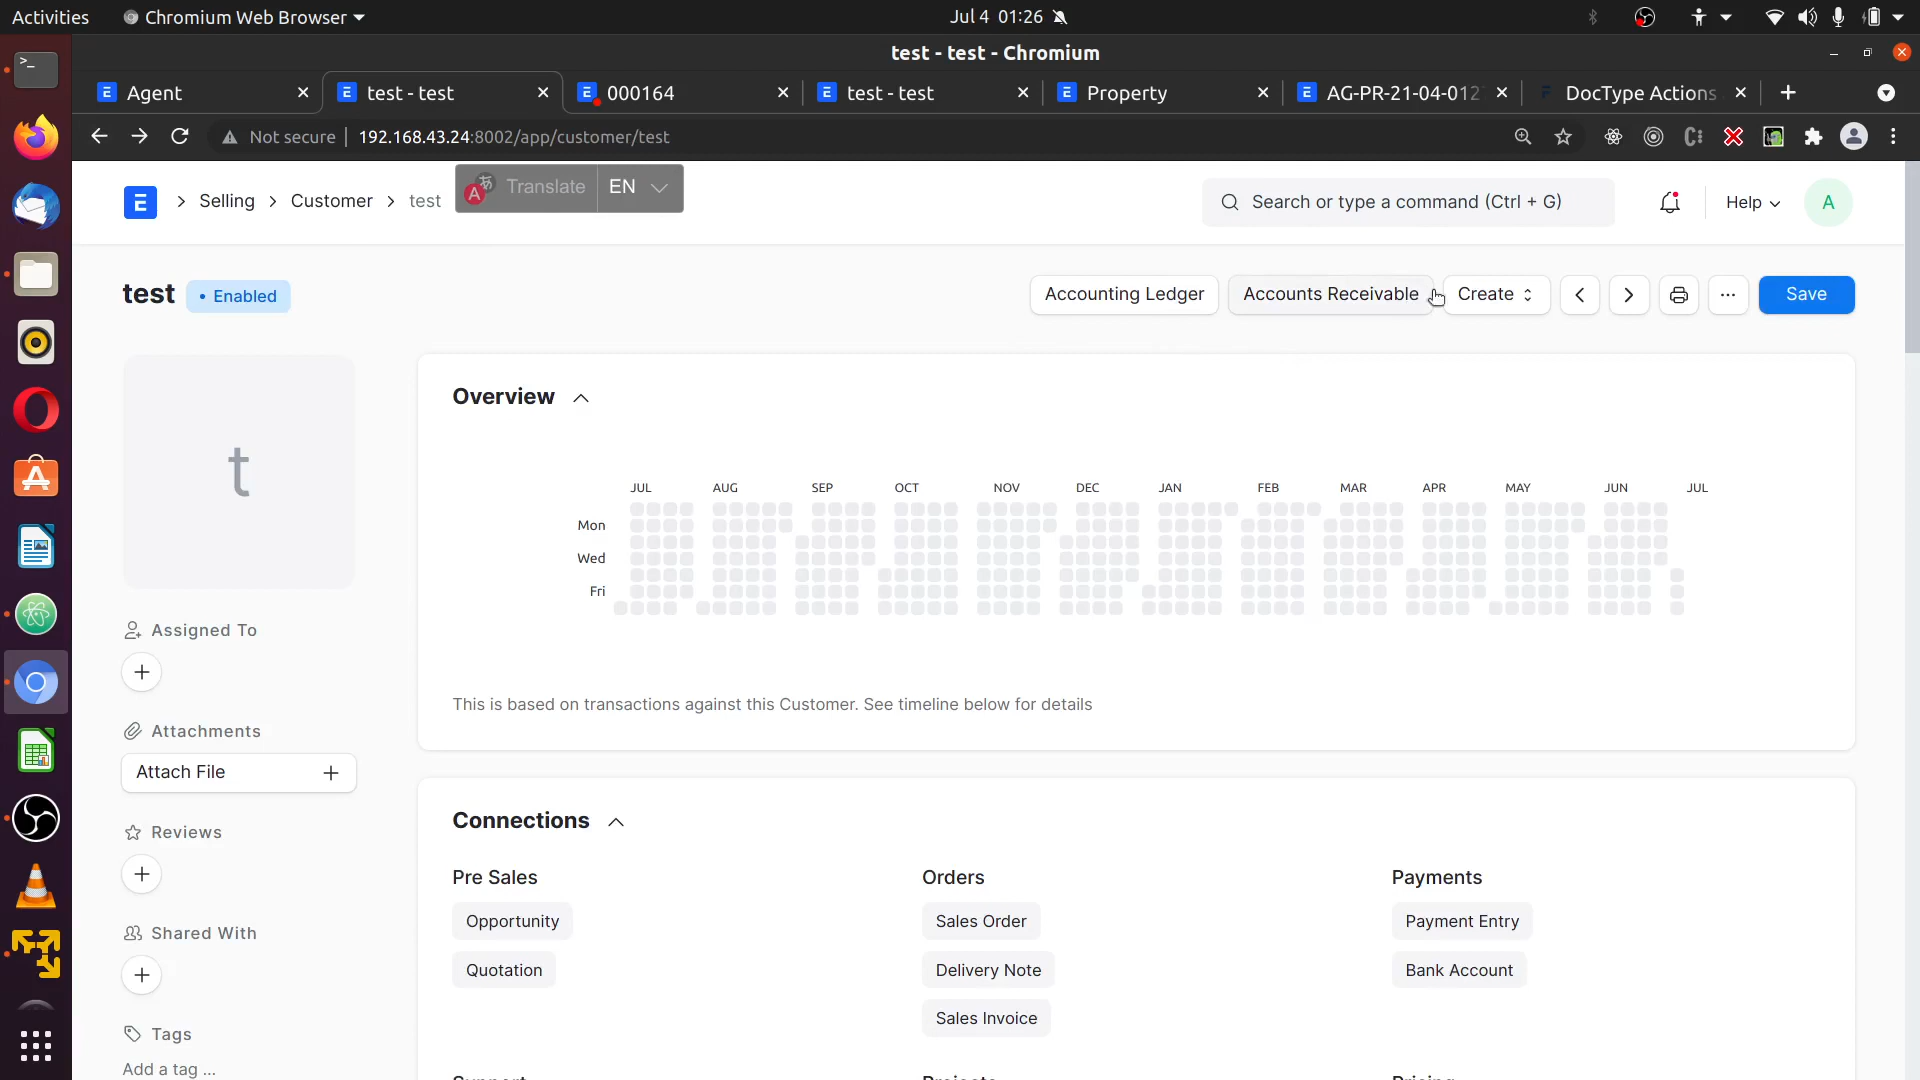 Activities
Chromium Web Browser
Jul 4 01:26
test - test - Chromium
Agent
test - test
000164
test - test
Property
AG-PR-21-04-012
DocType Actions
Not secure
192.168.43.24:8002/app/customer/test
Selling
Customer
test
Translate
EN
Search or type a command (Ctrl + G)
Help
A
test
Enabled
Accounting Ledger
Accounts Receivable
Create
Save
t
Overview
JUL AUG SEP OCT NOV DEC JAN FEB MAR APR MAY JUN JUL
Mon
Wed
Fri
This is based on transactions against this Customer. See timeline below for details
Assigned To
Attachments
Attach File
Reviews
Shared With
Tags
Add a tag ...
Connections
Pre Sales
Opportunity
Quotation
Orders
Sales Order
Delivery Note
Sales Invoice
Payments
Payment Entry
Bank Account